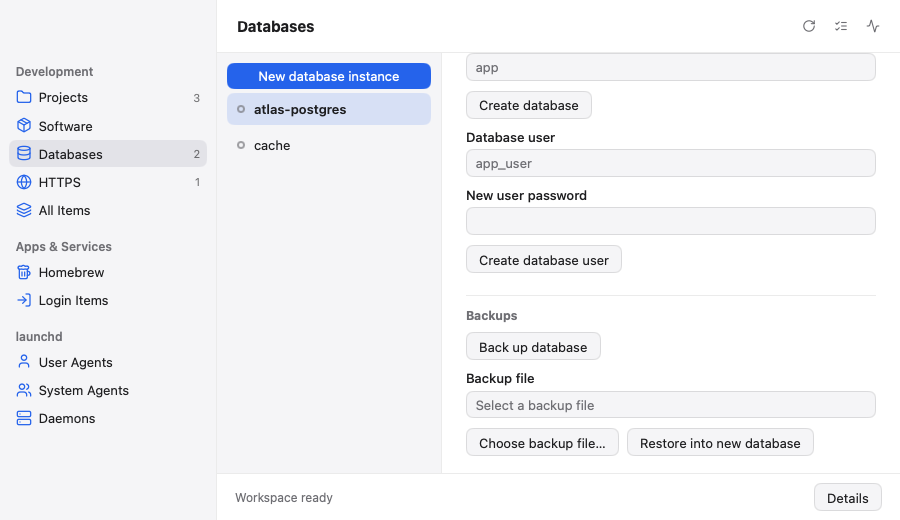 Databases
Development
Projects 3
Software
Databases 2
HTTPS 1
All Items
Apps & Services
Homebrew
Login Items
launchd
User Agents
System Agents
Daemons
New database instance
atlas-postgres
cache
app
Create database
Database user
app_user
New user password
Create database user
Backups
Back up database
Backup file
Select a backup file
Choose backup file... Restore into new database
Workspace ready
Details